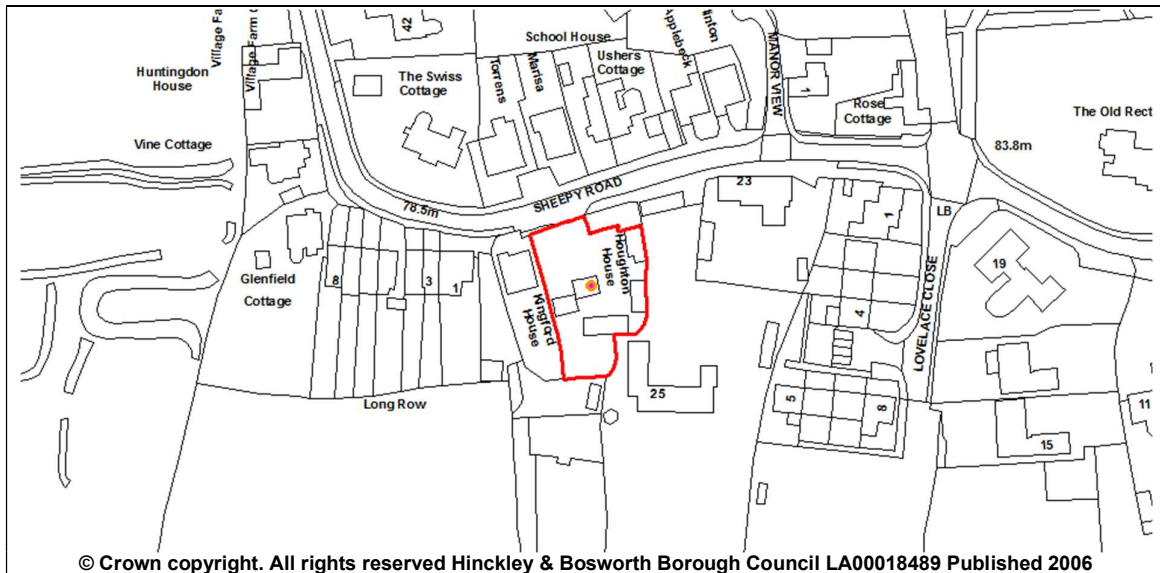 Village Fa
Village Farm C
42
School House
Applebeck
linton
Huntingdon
House
The Swiss
Cottage
Torrens
Marisa
Ushers
Cottage
MANOR VIEW
1
Rose
Cottage
The Old Rect
Vine Cottage
83.8m
78.5m
SHEEPY ROAD
23
1
LB
Houghton
House
19
Glenfield
Cottage
8
3
1
Kingford
House
4
LOVELACE CLOSE
25
5
8
11
Long Row
15
© Crown copyright. All rights reserved Hinckley & Bosworth Borough Council LA00018489 Published 2006